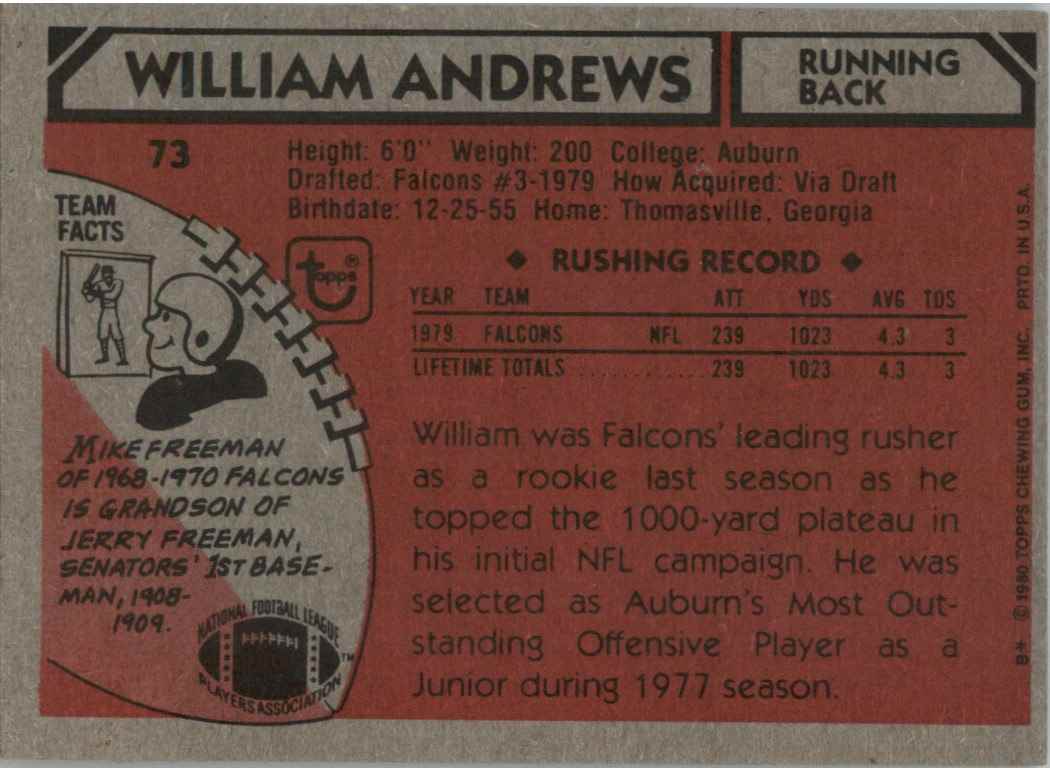 WILLIAM ANDREWS
RUNNING
BACK
73
Height: 6'0" Weight: 200 College: Auburn
Drafted: Falcons #3-1979 How Acquired: Via Draft
Birthdate: 12-25-55 Home: Thomasville, Georgia
TEAM
FACTS
topps®
◆ RUSHING RECORD ◆
YEAR TEAM ATT YDS AVG TDS
1979 FALCONS NFL 239 1023 4.3 3
LIFETIME TOTALS ............ 239 1023 4.3 3
William was Falcons' leading rusher
as a rookie last season as he
topped the 1000-yard plateau in
his initial NFL campaign. He was
selected as Auburn's Most Out-
standing Offensive Player as a
Junior during 1977 season.
MIKE FREEMAN
OF 1968-1970 FALCONS
IS GRANDSON OF
JERRY FREEMAN,
SENATORS' 1ST BASE-
MAN, 1908-
1909.
NATIONAL FOOTBALL LEAGUE
PLAYERS ASSOCIATION
TM
B+ © 1980 TOPPS CHEWING GUM, INC. PRTD. IN U.S.A.